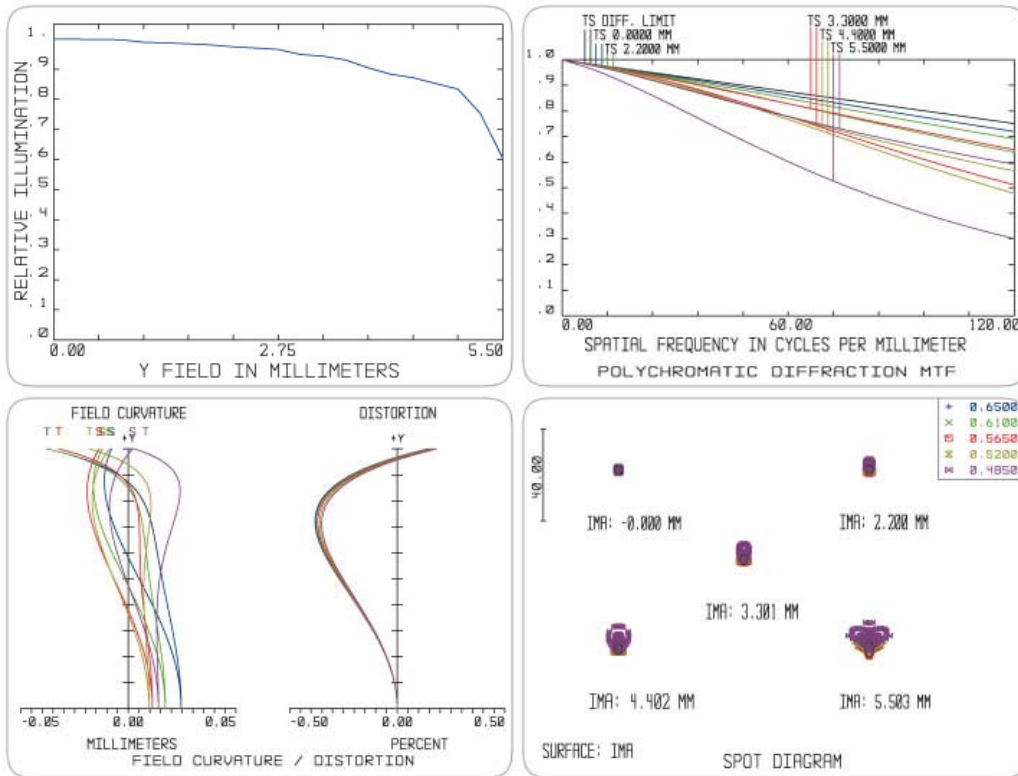 1.
.9
.8
.7
.6
.5
.4
.3
.2
.1
.0
RELATIVE ILLUMINATION
0.00 2.75 5.50
Y FIELD IN MILLIMETERS
TS DIFF. LIMIT
TS 0.0000 MM
TS 2.2000 MM
TS 3.3000 MM
TS 4.4000 MM
TS 5.5000 MM
1.0
.9
.8
.7
.6
.5
.4
.3
.2
.1
.0
0.00 60.00 120.00
SPATIAL FREQUENCY IN CYCLES PER MILLIMETER
POLYCHROMATIC DIFFRACTION MTF
FIELD CURVATURE
+Y
S T
-0.05 0.00 0.05
MILLIMETERS
DISTORTION
+Y
-0.50 0.00 0.50
PERCENT
FIELD CURVATURE / DISTORTION
0.6500
0.6100
0.5650
0.5200
0.4850
40.00
IMA: -0.000 MM
IMA: 2.200 MM
IMA: 3.301 MM
IMA: 4.402 MM
IMA: 5.503 MM
SURFACE: IMA
SPOT DIAGRAM